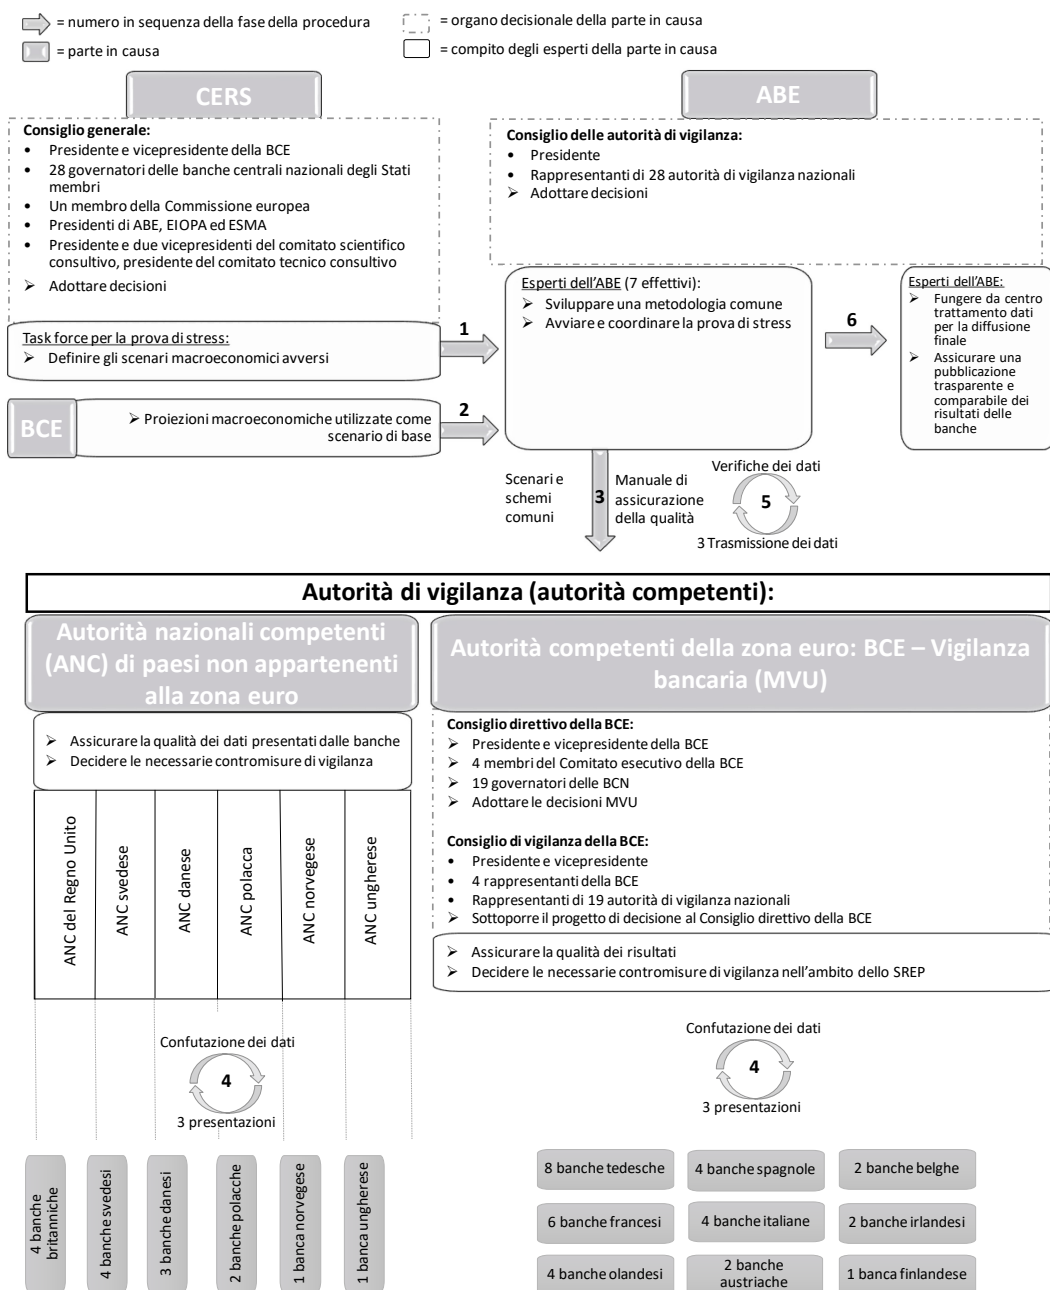 = numero in sequenza della fase della procedura
= parte in causa
= organo decisionale della parte in causa
= compito degli esperti della parte in causa
CERS
Consiglio generale:
• Presidente e vicepresidente della BCE
• 28 governatori delle banche centrali nazionali degli Stati
membri
• Un membro della Commissione europea
• Presidenti di ABE, EIOPA ed ESMA
• Presidente e due vicepresidenti del comitato scientifico
consultivo, presidente del comitato tecnico consultivo
➢ Adottare decisioni
Task force per la prova di stress:
➢ Definire gli scenari macroeconomici avversi
1
BCE
➢ Proiezioni macroeconomiche utilizzate come
scenario di base
2
ABE
Consiglio delle autorità di vigilanza:
• Presidente
• Rappresentanti di 28 autorità di vigilanza nazionali
➢ Adottare decisioni
Esperti dell'ABE (7 effettivi):
➢ Sviluppare una metodologia comune
➢ Avviare e coordinare la prova di stress
6
Esperti dell'ABE:
➢ Fungere da centro
trattamento dati
per la diffusione
finale
➢ Assicurare una
pubblicazione
trasparente e
comparabile dei
risultati delle
banche
Scenari e
schemi
comuni
3
Manuale di
assicurazione
della qualità
Verifiche dei dati
5
3 Trasmissione dei dati
Autorità di vigilanza (autorità competenti):
Autorità nazionali competenti
(ANC) di paesi non appartenenti
alla zona euro
➢ Assicurare la qualità dei dati presentati dalle banche
➢ Decidere le necessarie contromisure di vigilanza
ANC del Regno Unito
ANC svedese
ANC danese
ANC polacca
ANC norvegese
ANC ungherese
Confutazione dei dati
4
3 presentazioni
4 banche
britanniche
4 banche svedesi
3 banche danesi
2 banche polacche
1 banca norvegese
1 banca ungherese
Autorità competenti della zona euro: BCE – Vigilanza
bancaria (MVU)
Consiglio direttivo della BCE:
➢ Presidente e vicepresidente della BCE
➢ 4 membri del Comitato esecutivo della BCE
➢ 19 governatori delle BCN
➢ Adottare le decisioni MVU
Consiglio di vigilanza della BCE:
• Presidente e vicepresidente
• 4 rappresentanti della BCE
• Rappresentanti di 19 autorità di vigilanza nazionali
➢ Sottoporre il progetto di decisione al Consiglio direttivo della BCE
➢ Assicurare la qualità dei risultati
➢ Decidere le necessarie contromisure di vigilanza nell'ambito dello SREP
Confutazione dei dati
4
3 presentazioni
8 banche tedesche
4 banche spagnole
2 banche belghe
6 banche francesi
4 banche italiane
2 banche irlandesi
4 banche olandesi
2 banche
austriache
1 banca finlandese